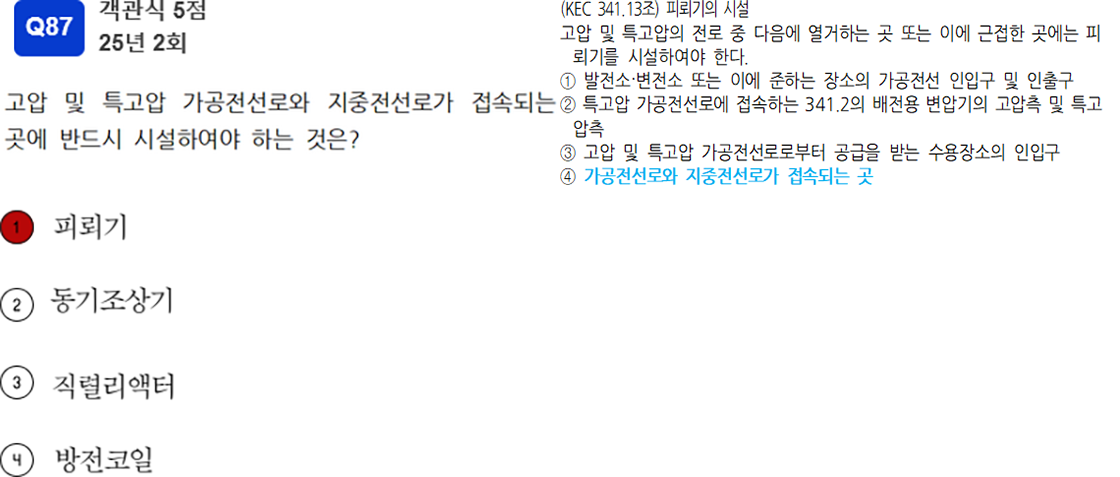 Q87
객관식 5점
25년 2회
고압 및 특고압 가공전선로와 지중전선로가 접속되는
곳에 반드시 시설하여야 하는 것은?
1 피뢰기
2 동기조상기
3 직렬리액터
4 방전코일
(KEC 341.13조) 피뢰기의 시설
고압 및 특고압의 전로 중 다음에 열거하는 곳 또는 이에 근접한 곳에는 피
뢰기를 시설하여야 한다.
① 발전소·변전소 또는 이에 준하는 장소의 가공전선 인입구 및 인출구
② 특고압 가공전선로에 접속하는 341.2의 배전용 변압기의 고압측 및 특고
압측
③ 고압 및 특고압 가공전선로로부터 공급을 받는 수용장소의 인입구
④ 가공전선로와 지중전선로가 접속되는 곳